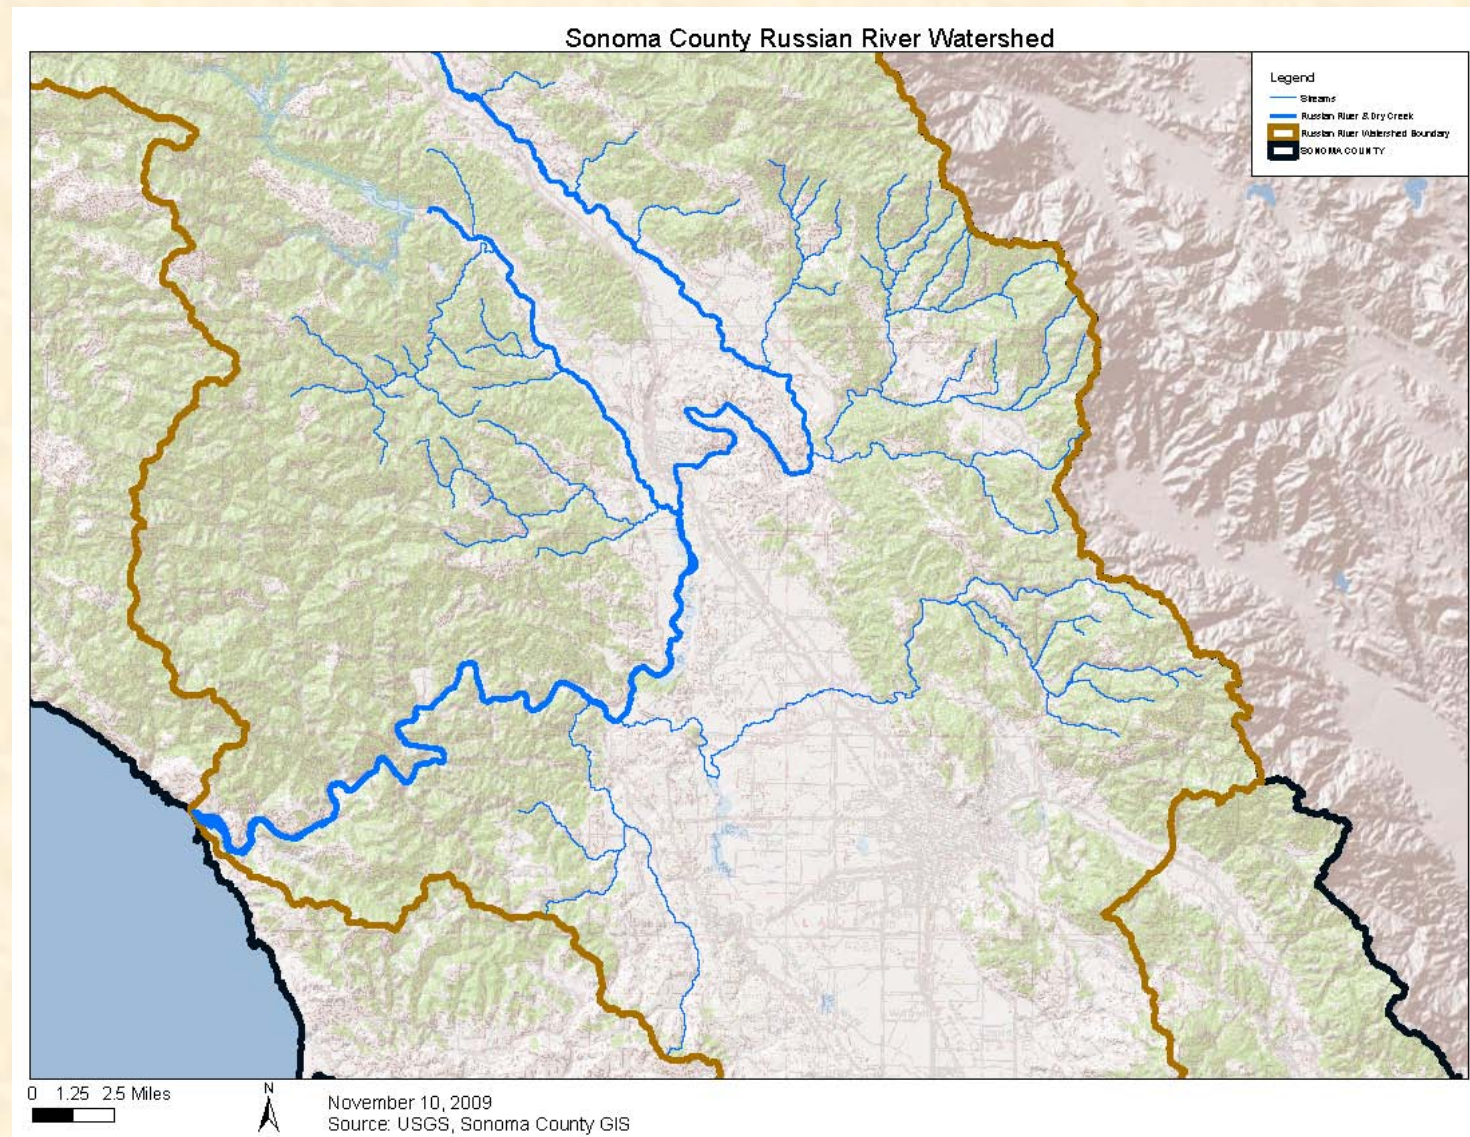 Sonoma County Russian River Watershed
Legend
Streams
Russian River & Dry Creek
Russian River Watershed Boundary
SONOMA COUNTY
0 1.25 2.5 Miles
N
November 10, 2009
Source: USGS, Sonoma County GIS